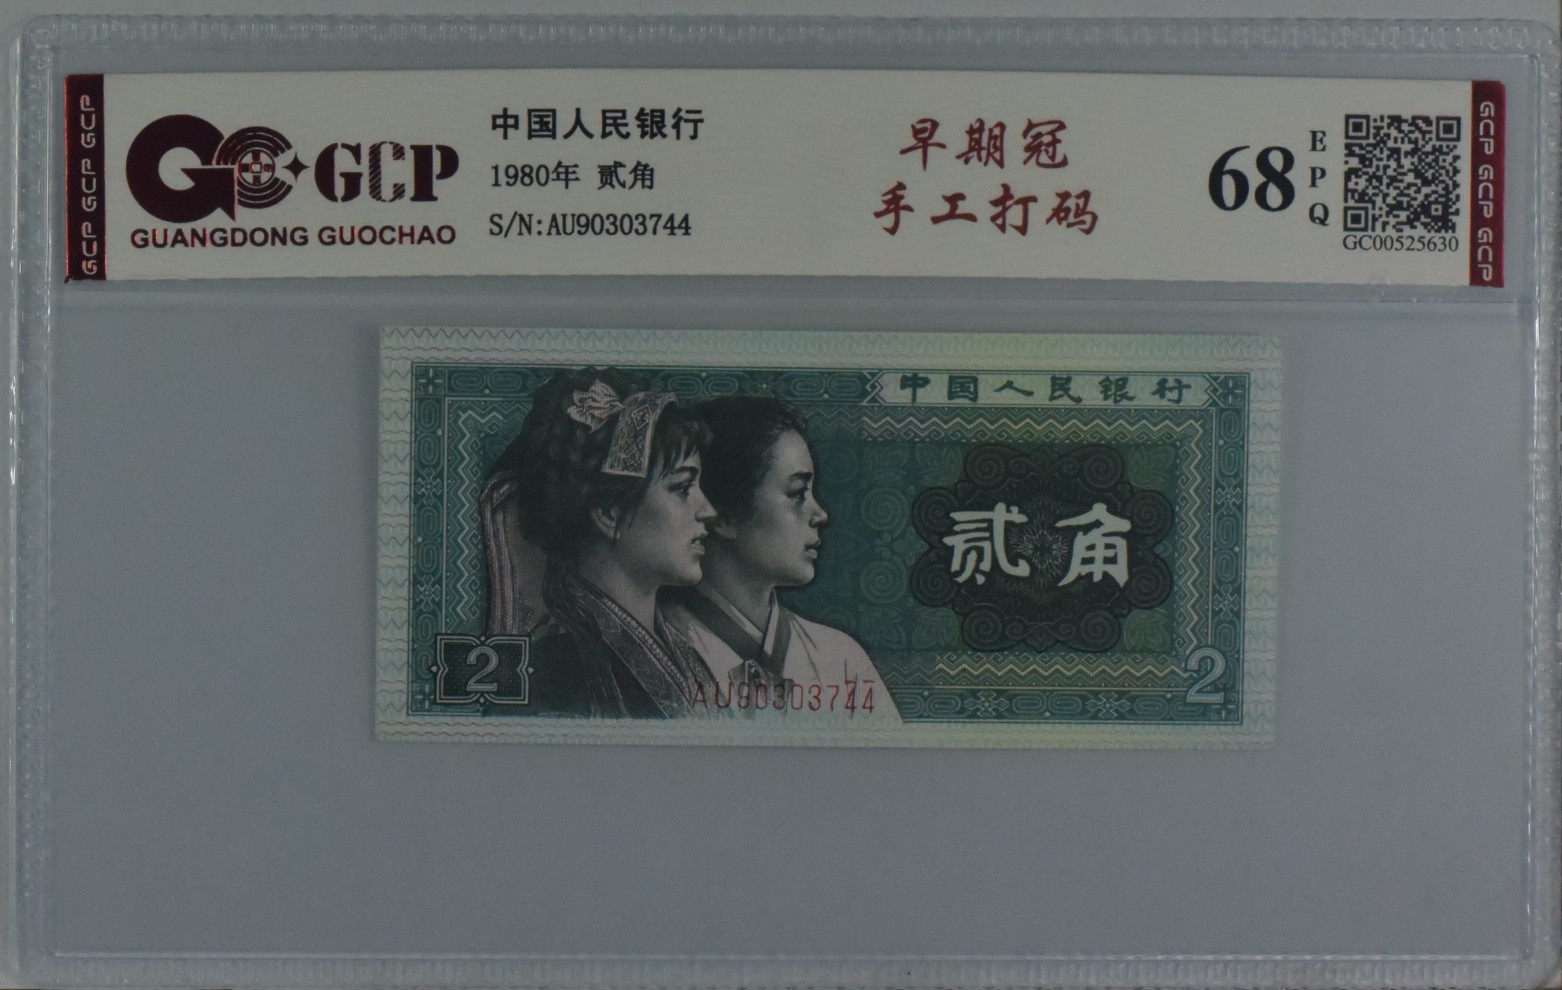 GCP GCP GCP
GCP
GUANGDONG GUOCHAO
中国人民银行
1980年 贰角
S/N:AU90303744
早期冠
手工打码
68
EPQ
GC00525630
GCP GCP GCP
中国人民银行
贰角
2
2
AU90303744